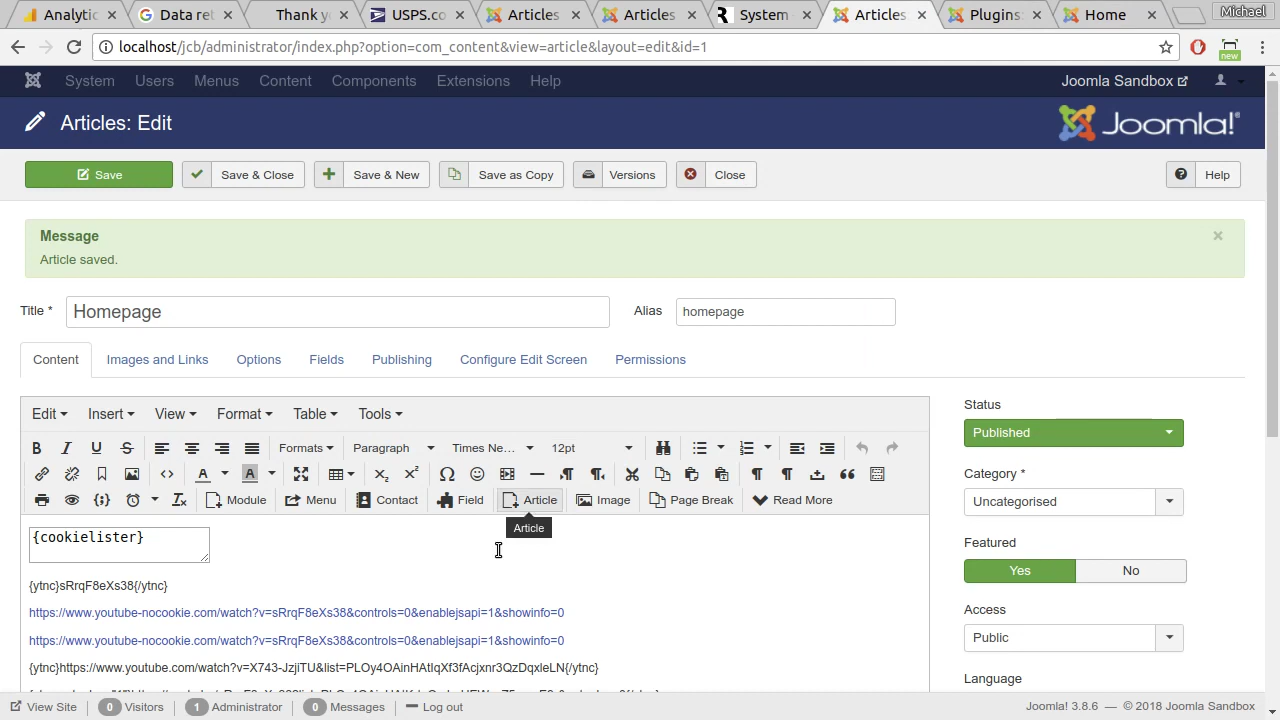 Analytic
Data ret
Thank y
USPS.co
Articles
Articles
System
Articles
Plugins
Home
Michael
localhost/jcb/administrator/index.php?option=com_content&view=article&layout=edit&id=1
new
System Users Menus Content Components Extensions Help
Joomla Sandbox
Articles: Edit
Joomla!
Save
Save & Close
Save & New
Save as Copy
Versions
Close
Help
Message
Article saved.
Title * Homepage
Alias homepage
Content
Images and Links
Options
Fields
Publishing
Configure Edit Screen
Permissions
Edit Insert View Format Table Tools
Formats Paragraph Times Ne... 12pt
Module Menu Contact Field Article Image Page Break Read More
Article
{cookielister}
{ytnc}sRrqF8eXs38{/ytnc}
https://www.youtube-nocookie.com/watch?v=sRrqF8eXs38&controls=0&enablejsapi=1&showinfo=0
https://www.youtube-nocookie.com/watch?v=sRrqF8eXs38&controls=0&enablejsapi=1&showinfo=0
{ytnc}https://www.youtube.com/watch?v=X743-JzjiTU&list=PLOy4OAinHAtIqXf3fAcjxnr3QzDqxieLN{/ytnc}
Status
Published
Category *
Uncategorised
Featured
Yes No
Access
Public
Language
View Site
0 Visitors
1 Administrator
0 Messages
Log out
Joomla! 3.8.6 — © 2018 Joomla Sandbox